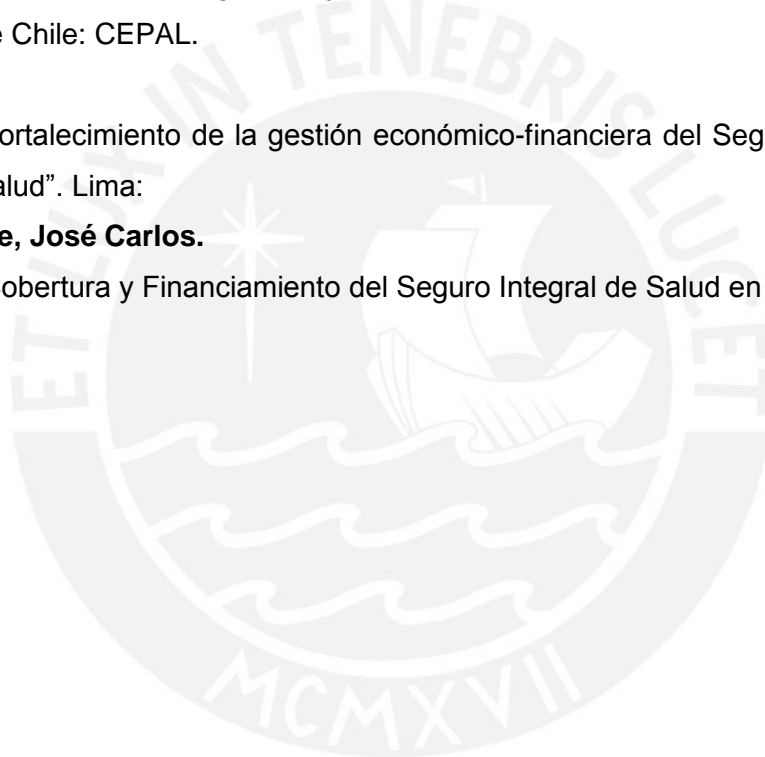 e Chile: CEPAL.
ortalecimiento de la gestión económico-financiera del Seg
alud”. Lima:
e, José Carlos.
obertura y Financiamiento del Seguro Integral de Salud en
ET LUX IN TENEBRIS LUCET
MCMXVII